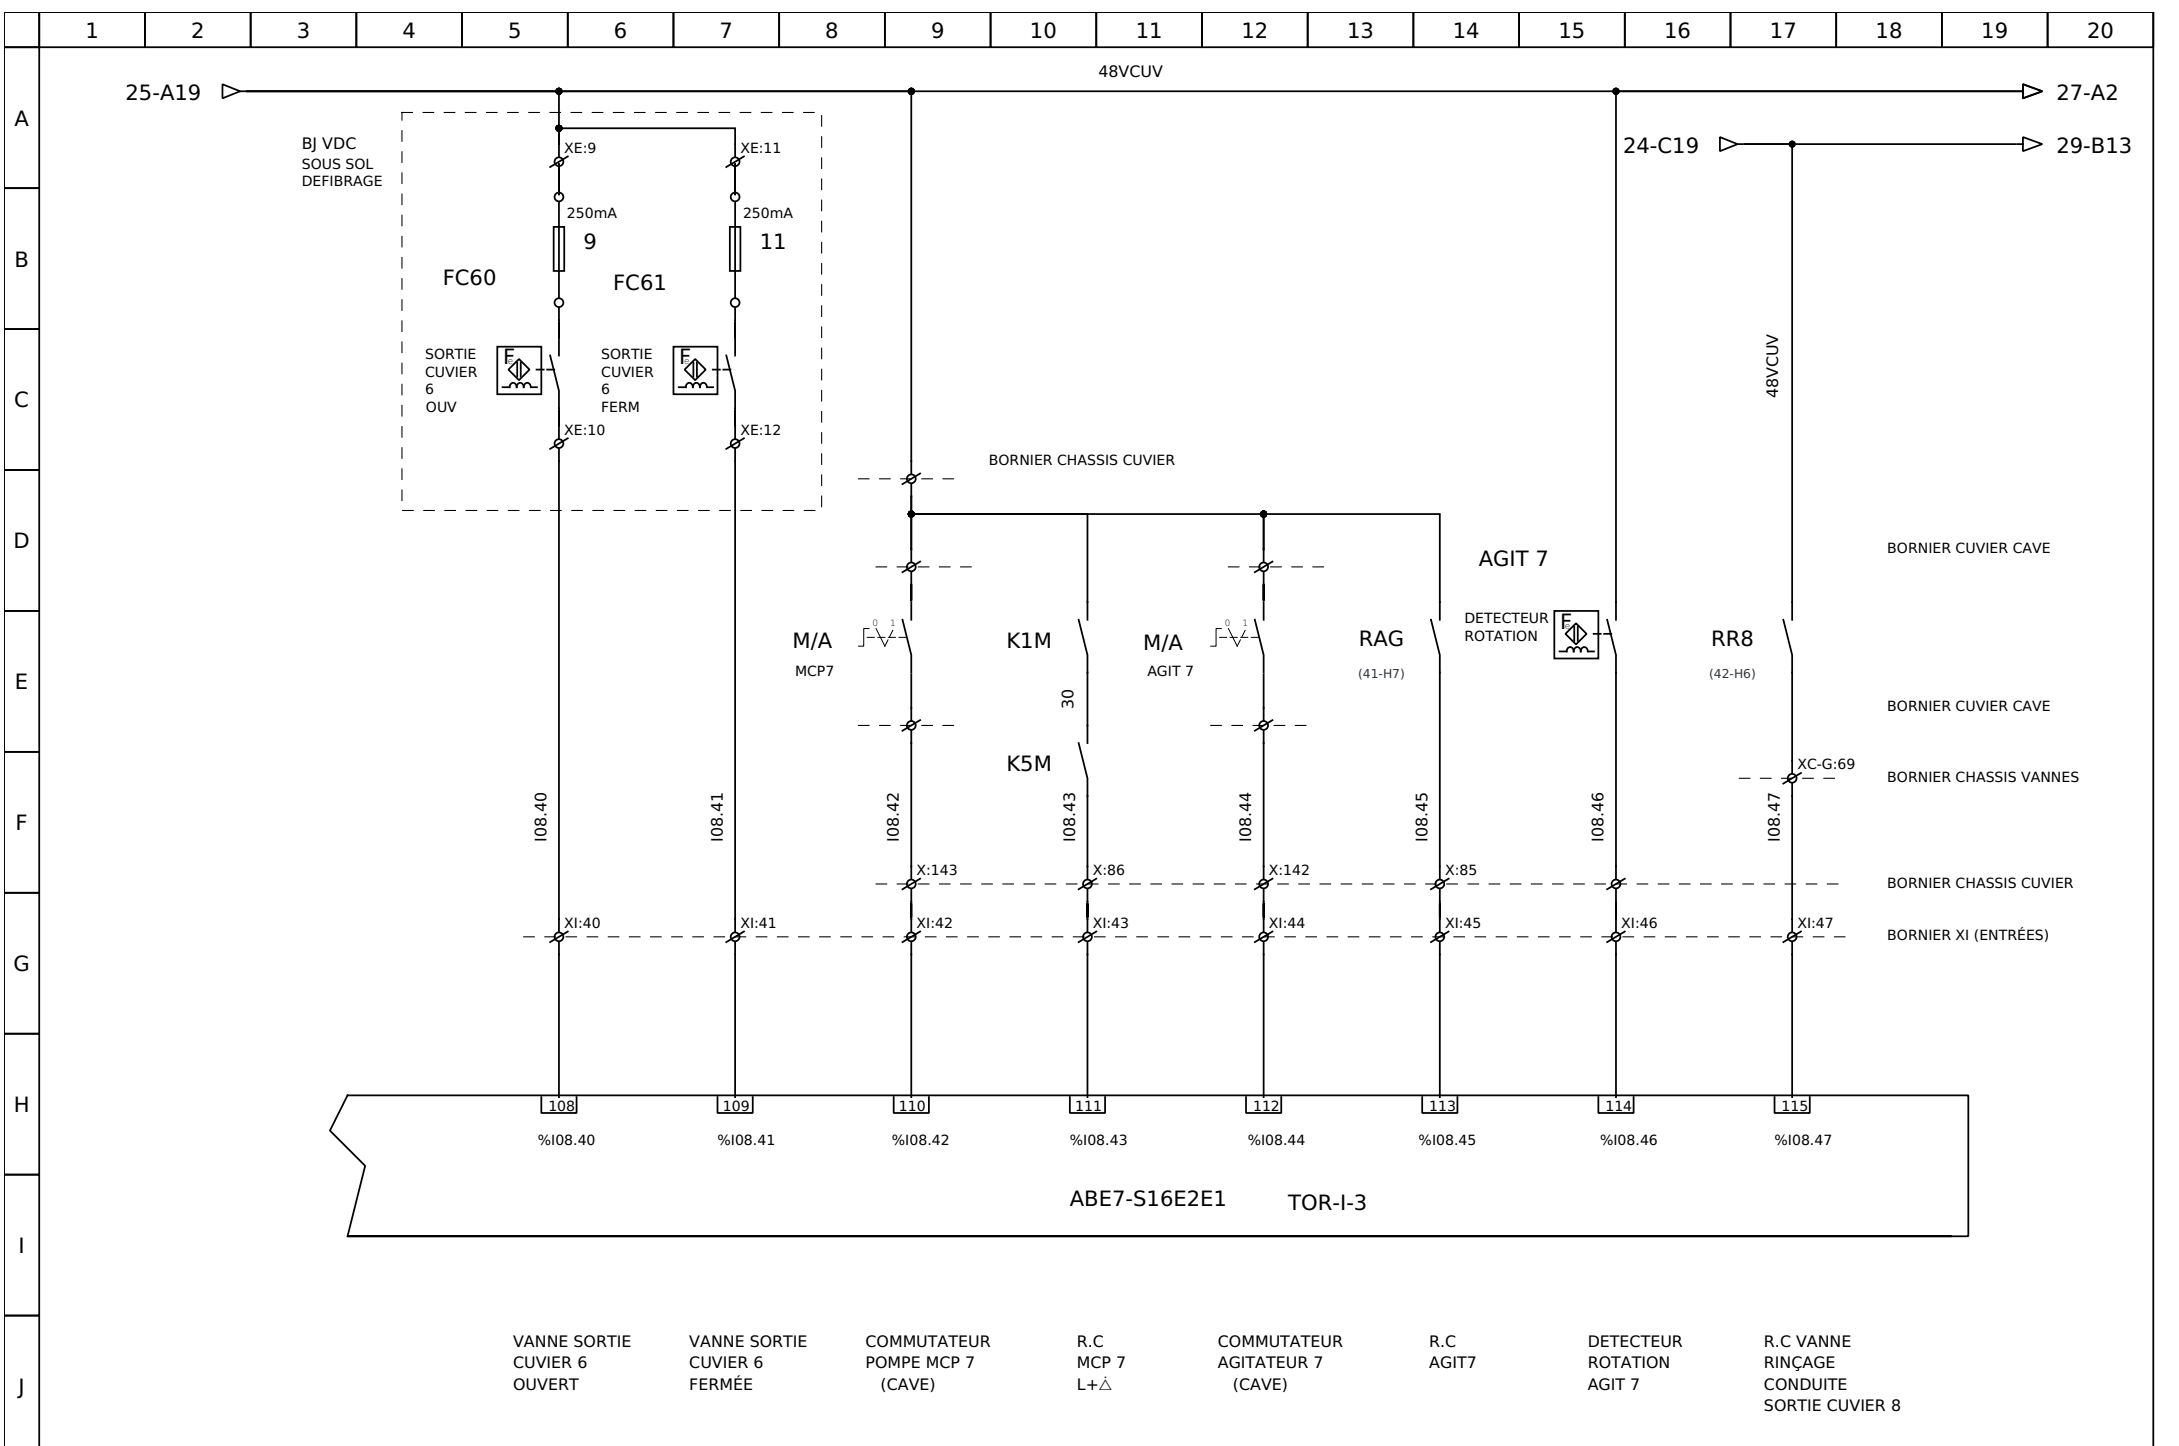 1 2 3 4 5 6 7 8 9 10 11 12 13 14 15 16 17 18 19 20
48VCUV
25-A19
27-A2
A
24-C19
29-B13
BJ VDC
SOUS SOL
DEFIBRAGE
XE:9
XE:11
250mA
250mA
9
11
B
FC60
FC61
SORTIE
CUVIER
6
OUV
F
SORTIE
CUVIER
6
FERM
F
48VCUV
C
XE:10
XE:12
BORNIER CHASSIS CUVIER
D
AGIT 7
BORNIER CUVIER CAVE
DETECTEUR
ROTATION
F
0 1
0 1
M/A
MCP7
K1M
M/A
AGIT 7
RAG
(41-H7)
RR8
(42-H6)
E
30
BORNIER CUVIER CAVE
K5M
XC-G:69
BORNIER CHASSIS VANNES
I08.40
I08.41
I08.42
I08.43
I08.44
I08.45
I08.46
I08.47
F
X:143
X:86
X:142
X:85
BORNIER CHASSIS CUVIER
XI:40
XI:41
XI:42
XI:43
XI:44
XI:45
XI:46
XI:47
BORNIER XI (ENTRÉES)
G
H
108
109
110
111
112
113
114
115
%I08.40
%I08.41
%I08.42
%I08.43
%I08.44
%I08.45
%I08.46
%I08.47
ABE7-S16E2E1
TOR-I-3
I
VANNE SORTIE
CUVIER 6
OUVERT
VANNE SORTIE
CUVIER 6
FERMÉE
COMMUTATEUR
POMPE MCP 7
(CAVE)
R.C
MCP 7
L+⧊
COMMUTATEUR
AGITATEUR 7
(CAVE)
R.C
AGIT7
DETECTEUR
ROTATION
AGIT 7
R.C VANNE
RINÇAGE
CONDUITE
SORTIE CUVIER 8
J